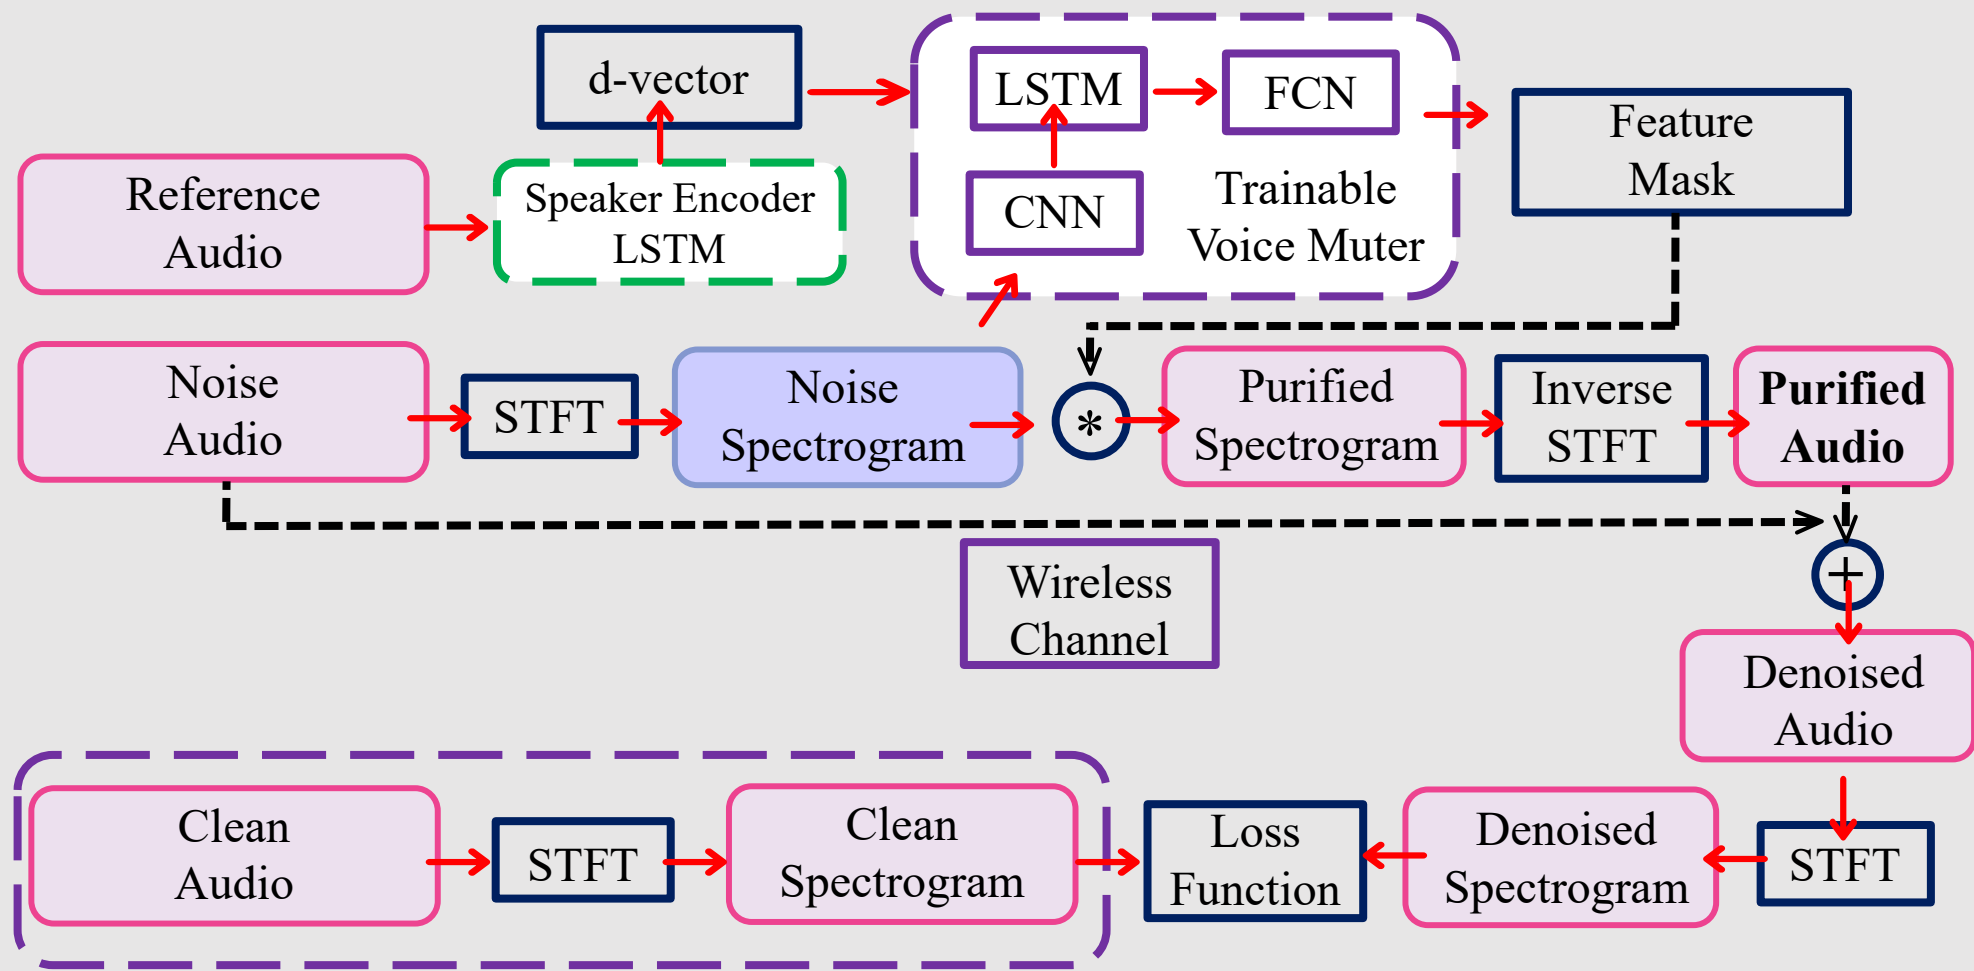 d-vector
LSTM
FCN
Feature
Mask
Reference
Audio
Speaker Encoder
LSTM
CNN
Trainable
Voice Muter
Noise
Audio
STFT
Noise
Spectrogram
*
Purified
Spectrogram
Inverse
STFT
Purified
Audio
Wireless
Channel
+
Denoised
Audio
Clean
Audio
STFT
Clean
Spectrogram
Loss
Function
Denoised
Spectrogram
STFT